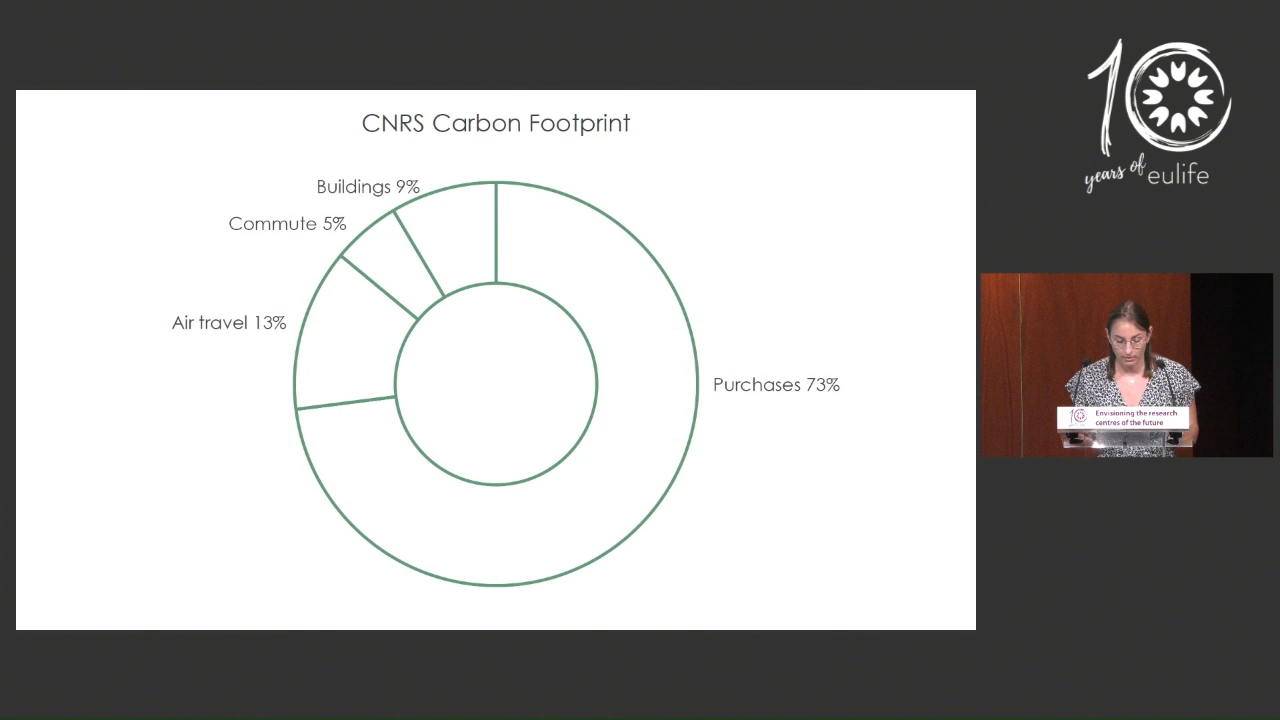 CNRS Carbon Footprint
Buildings 9%
Commute 5%
Air travel 13%
Purchases 73%
10
years of eulife
10
Envisioning the research
centres of the future